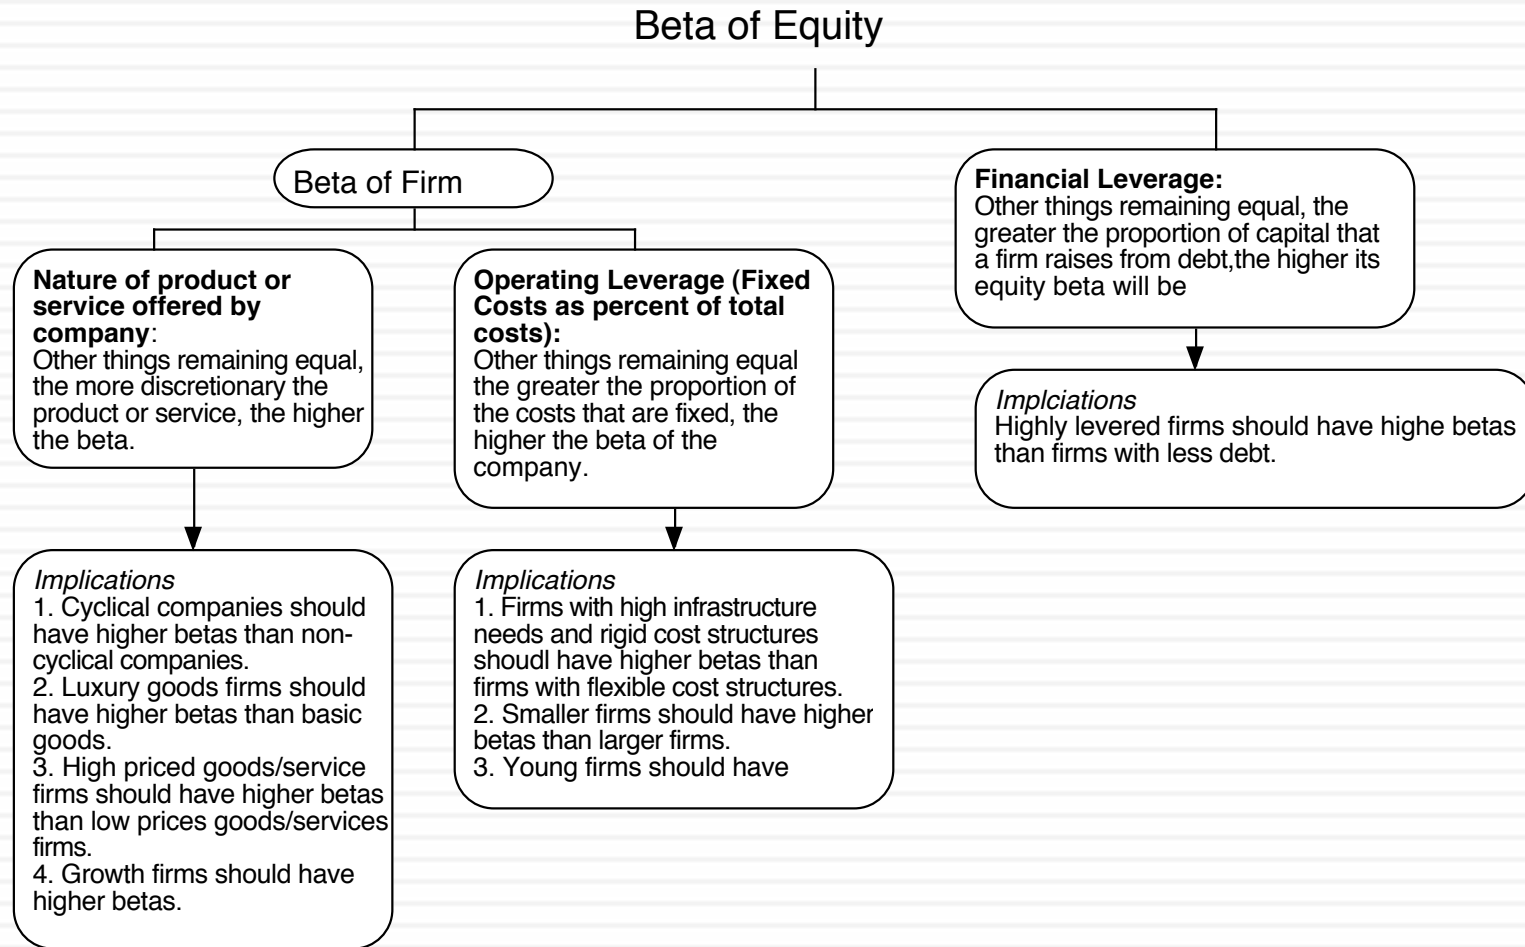 Beta of Equity
Beta of Firm
Nature of product or
service offered by
company:
Other things remaining equal,
the more discretionary the
product or service, the higher
the beta.
Operating Leverage (Fixed
Costs as percent of total
costs):
Other things remaining equal
the greater the proportion of
the costs that are fixed, the
higher the beta of the
company.
Financial Leverage:
Other things remaining equal, the
greater the proportion of capital that
a firm raises from debt,the higher its
equity beta will be
Implciations
Highly levered firms should have highe betas
than firms with less debt.
Implications
1. Cyclical companies should
have higher betas than non-
cyclical companies.
2. Luxury goods firms should
have higher betas than basic
goods.
3. High priced goods/service
firms should have higher betas
than low prices goods/services
firms.
4. Growth firms should have
higher betas.
Implications
1. Firms with high infrastructure
needs and rigid cost structures
shoudl have higher betas than
firms with flexible cost structures.
2. Smaller firms should have higher
betas than larger firms.
3. Young firms should have